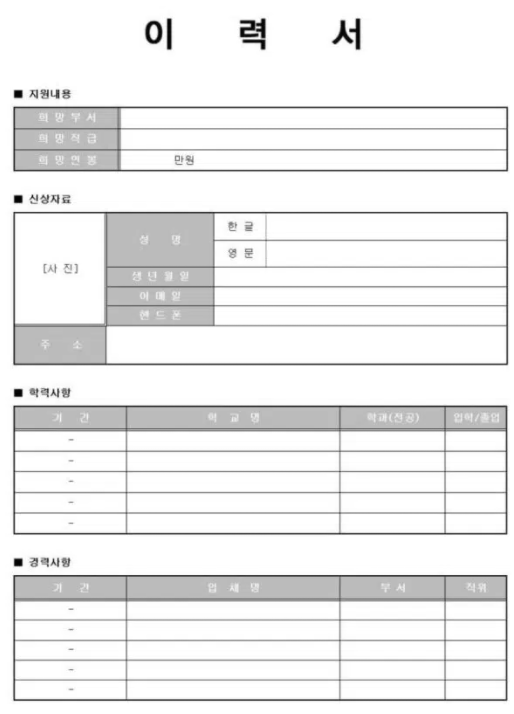 이 력 서
■ 지원내용
희 망 부 서
희 망 직 급
희 망 연 봉 만원
■ 신상자료
[사 진]
성 명
한 글
영 문
생 년 월 일
이 메 일
핸 드 폰
주 소
■ 학력사항
기 간 학 교 명 학과(전공) 입학/졸업
-
-
-
-
-
■ 경력사항
기 간 업 체 명 부 서 직위
-
-
-
-
-